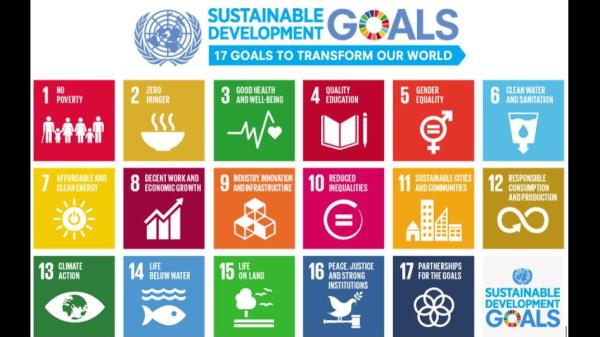 SUSTAINABLE
DEVELOPMENT
GOALS
17 GOALS TO TRANSFORM OUR WORLD
1 NO
POVERTY
2 ZERO
HUNGER
3 GOOD HEALTH
AND WELL-BEING
4 QUALITY
EDUCATION
5 GENDER
EQUALITY
6 CLEAN WATER
AND SANITATION
7 AFFORDABLE AND
CLEAN ENERGY
8 DECENT WORK AND
ECONOMIC GROWTH
9 INDUSTRY, INNOVATION
AND INFRASTRUCTURE
10 REDUCED
INEQUALITIES
11 SUSTAINABLE CITIES
AND COMMUNITIES
12 RESPONSIBLE
CONSUMPTION
AND PRODUCTION
13 CLIMATE
ACTION
14 LIFE
BELOW WATER
15 LIFE
ON LAND
16 PEACE, JUSTICE
AND STRONG
INSTITUTIONS
17 PARTNERSHIPS
FOR THE GOALS
SUSTAINABLE
DEVELOPMENT
GOALS